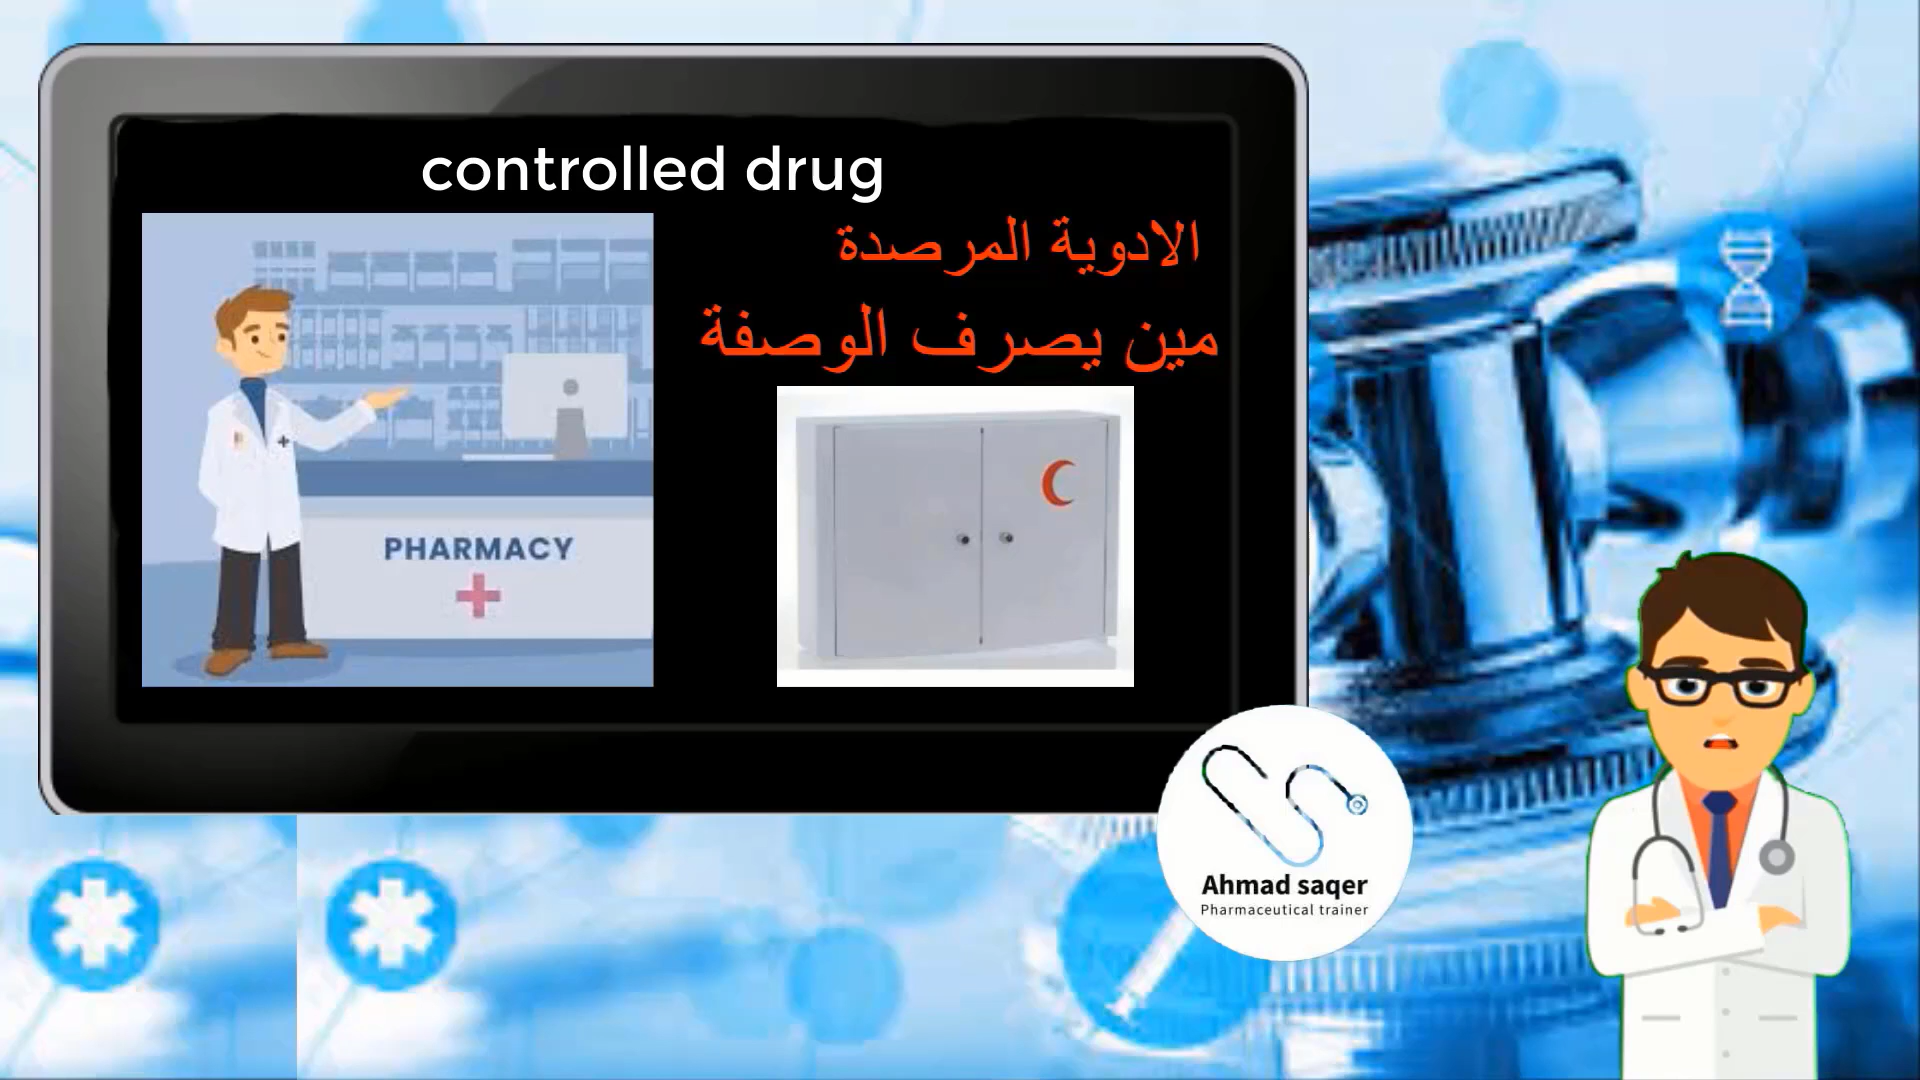 controlled drug
الادوية المرصدة
مين يصرف الوصفة
PHARMACY
Ahmad saqer
Pharmaceutical trainer